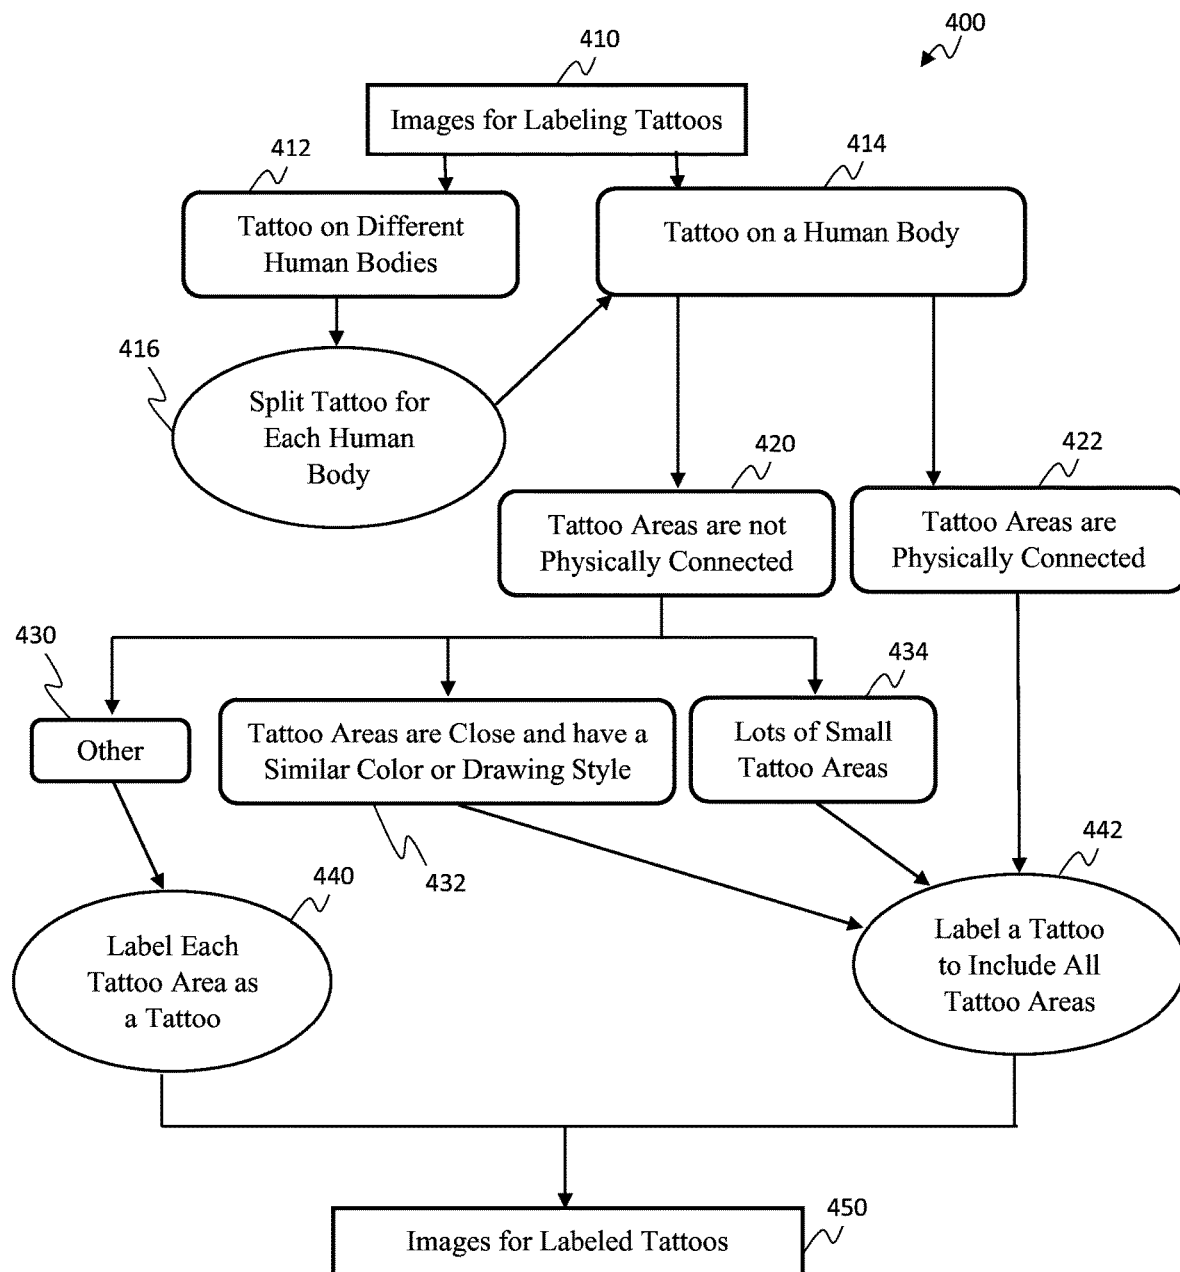 400
410
Images for Labeling Tattoos
412
414
Tattoo on Different
Human Bodies
Tattoo on a Human Body
416
Split Tattoo for
Each Human
Body
420
422
Tattoo Areas are not
Physically Connected
Tattoo Areas are
Physically Connected
430
434
Other
Tattoo Areas are Close and have a
Similar Color or Drawing Style
Lots of Small
Tattoo Areas
432
440
442
Label Each
Tattoo Area as
a Tattoo
Label a Tattoo
to Include All
Tattoo Areas
450
Images for Labeled Tattoos